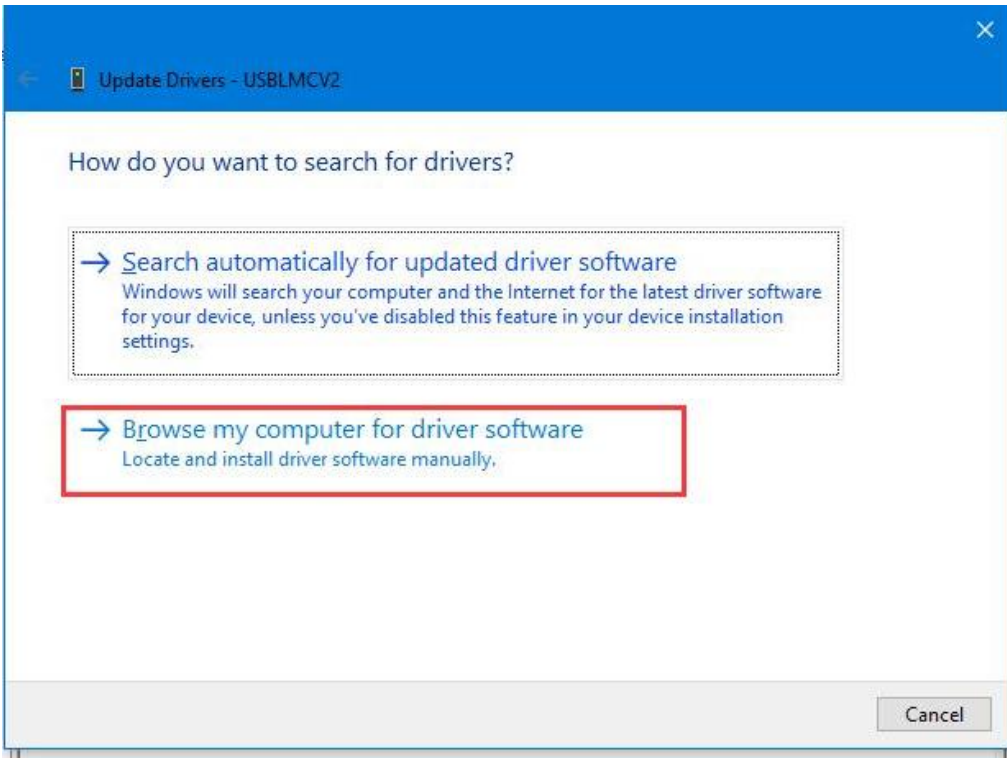 Update Drivers - USBLMCV2
How do you want to search for drivers?
Search automatically for updated driver software
Windows will search your computer and the Internet for the latest driver software
for your device, unless you've disabled this feature in your device installation
settings.
Browse my computer for driver software
Locate and install driver software manually.
Cancel